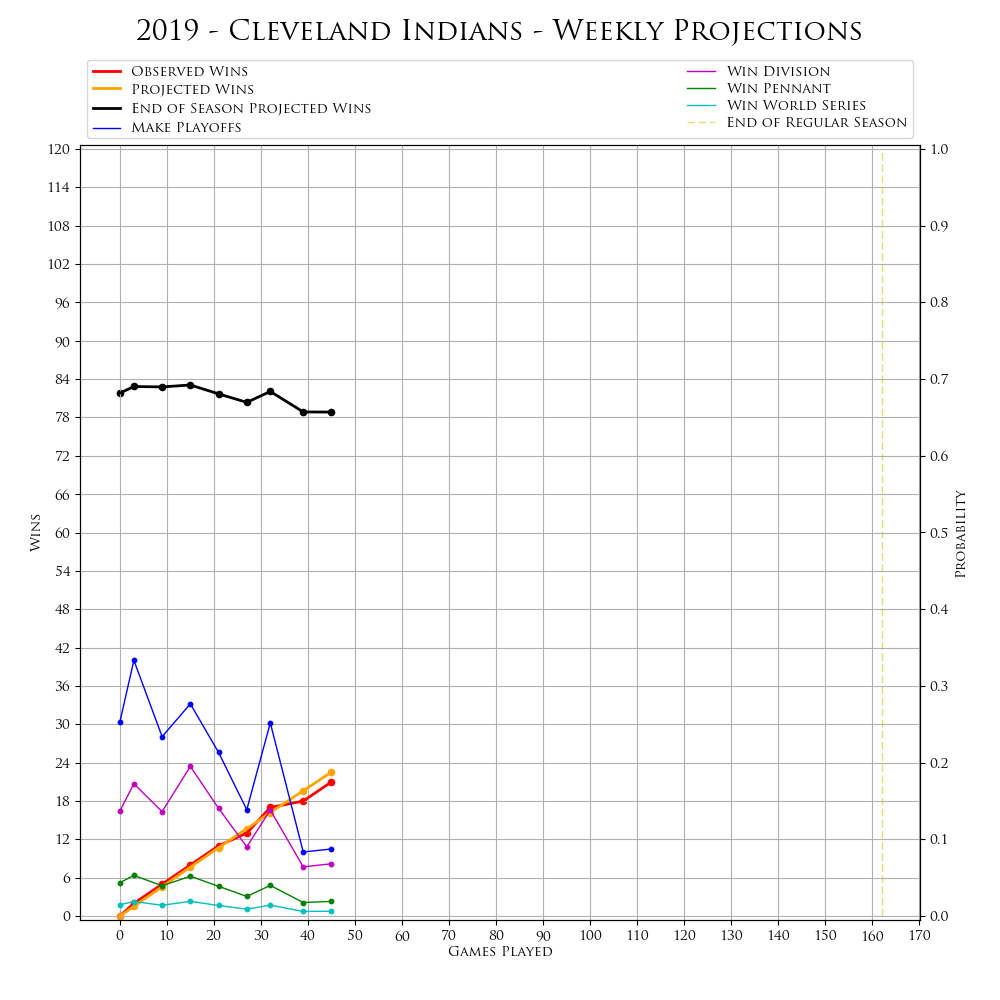 2019 - Cleveland Indians - Weekly Projections
Observed Wins
Projected Wins
End of Season Projected Wins
Make Playoffs
Win Division
Win Pennant
Win World Series
End of Regular Season
120
114
108
102
96
90
84
78
72
66
60
54
48
42
36
30
24
18
12
6
0
Wins
1.0
0.9
0.8
0.7
0.6
0.5
0.4
0.3
0.2
0.1
0.0
Probability
0 10 20 30 40 50 60 70 80 90 100 110 120 130 140 150 160 170
Games Played